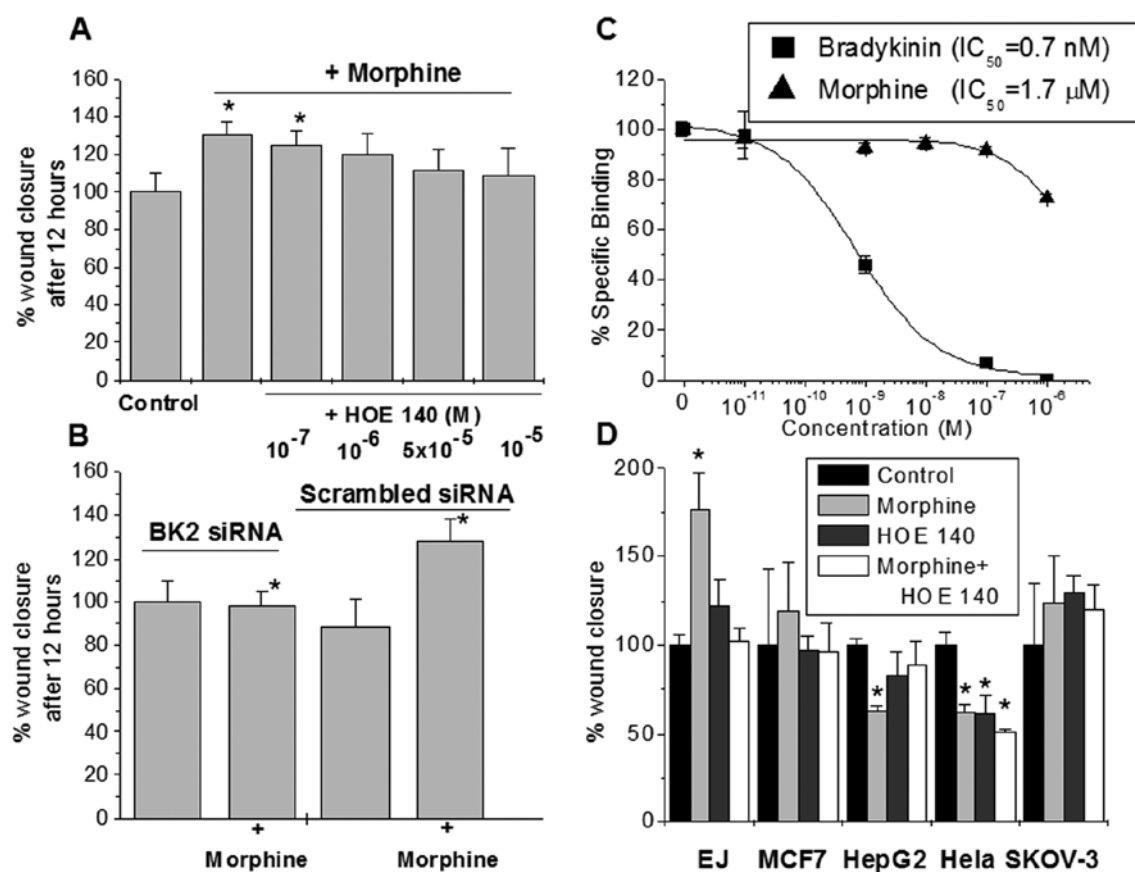 A
% wound closure
after 12 hours
160
140
120
100
80
60
40
20
0
+ Morphine
*
*
Control
+ HOE 140 (M)
10⁻⁷
10⁻⁶
5x10⁻⁵
10⁻⁵
B
% wound closure
after 12 hours
160
140
120
100
80
60
40
20
0
BK2 siRNA
Scrambled siRNA
*
*
+
Morphine
+
Morphine
C
Bradykinin (IC₅₀=0.7 nM)
Morphine (IC₅₀=1.7 μM)
% Specific Binding
120
100
80
60
40
20
0
0
10⁻¹¹
10⁻¹⁰
10⁻⁹
10⁻⁸
10⁻⁷
10⁻⁶
Concentration (M)
D
% wound closure
200
150
100
50
0
Control
Morphine
HOE 140
Morphine+
HOE 140
*
*
*
*
*
EJ
MCF7
HepG2
Hela
SKOV-3